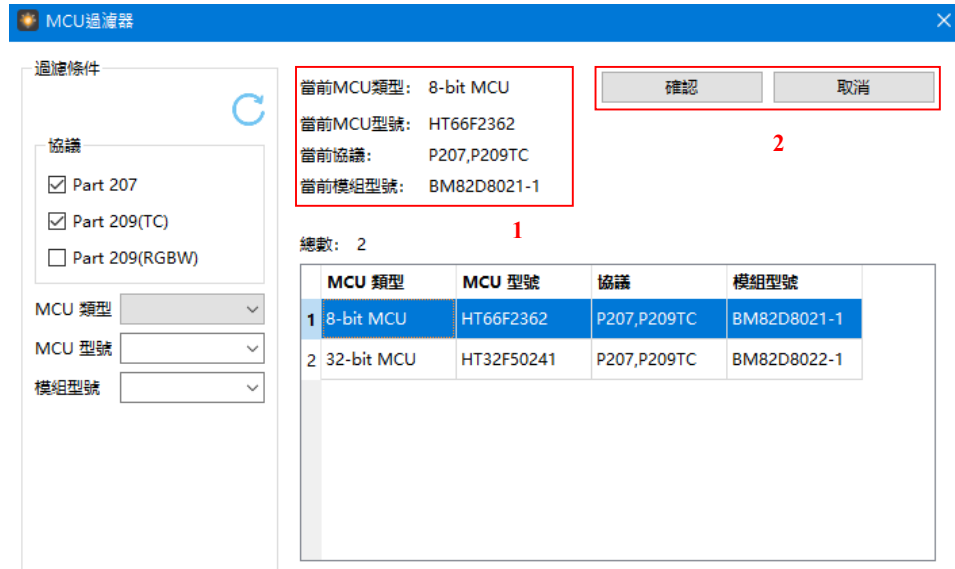 MCU過濾器
過濾條件
協議
Part 207
Part 209(TC)
Part 209(RGBW)
MCU 類型
MCU 型號
模組型號
當前MCU類型: 8-bit MCU
當前MCU型號: HT66F2362
當前協議: P207,P209TC
當前模組型號: BM82D8021-1
1
確認 取消
2
總數: 2
MCU 類型 MCU 型號 協議 模組型號
1 8-bit MCU HT66F2362 P207,P209TC BM82D8021-1
2 32-bit MCU HT32F50241 P207,P209TC BM82D8022-1